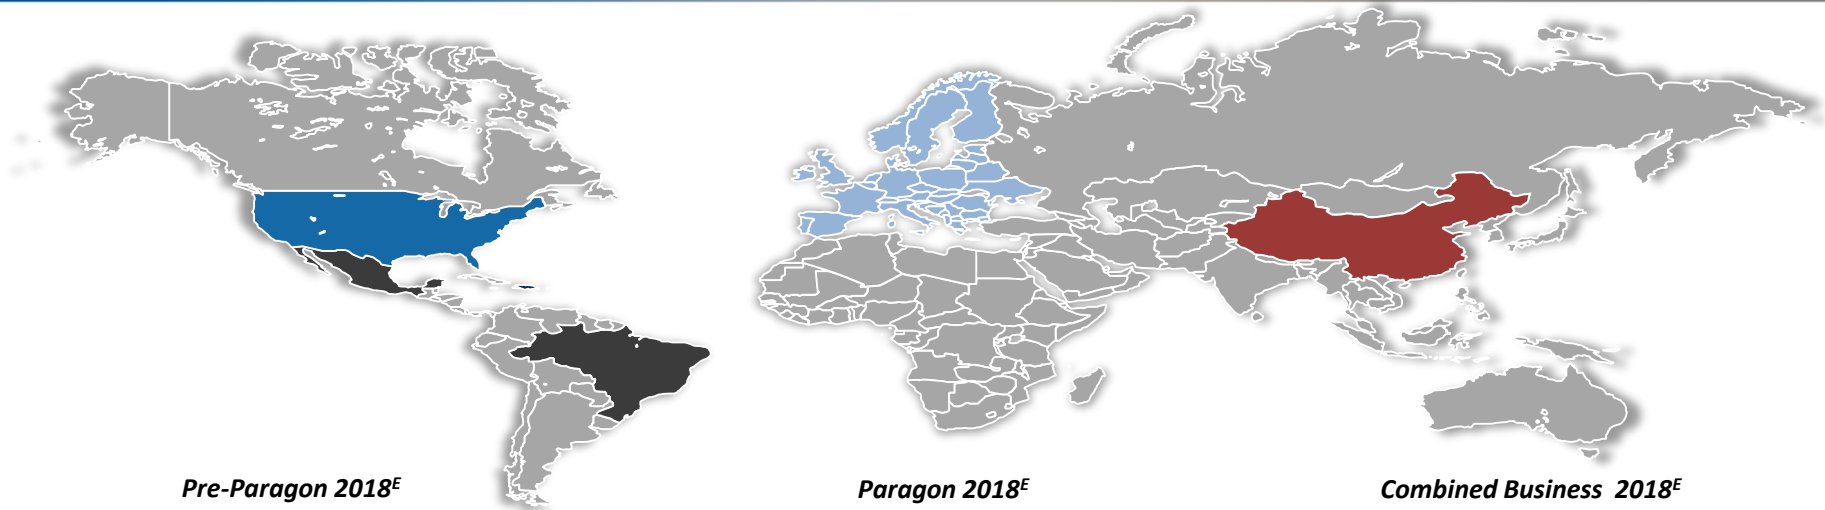 Pre-Paragon 2018ᴱ
Paragon 2018ᴱ
Combined Business 2018ᴱ